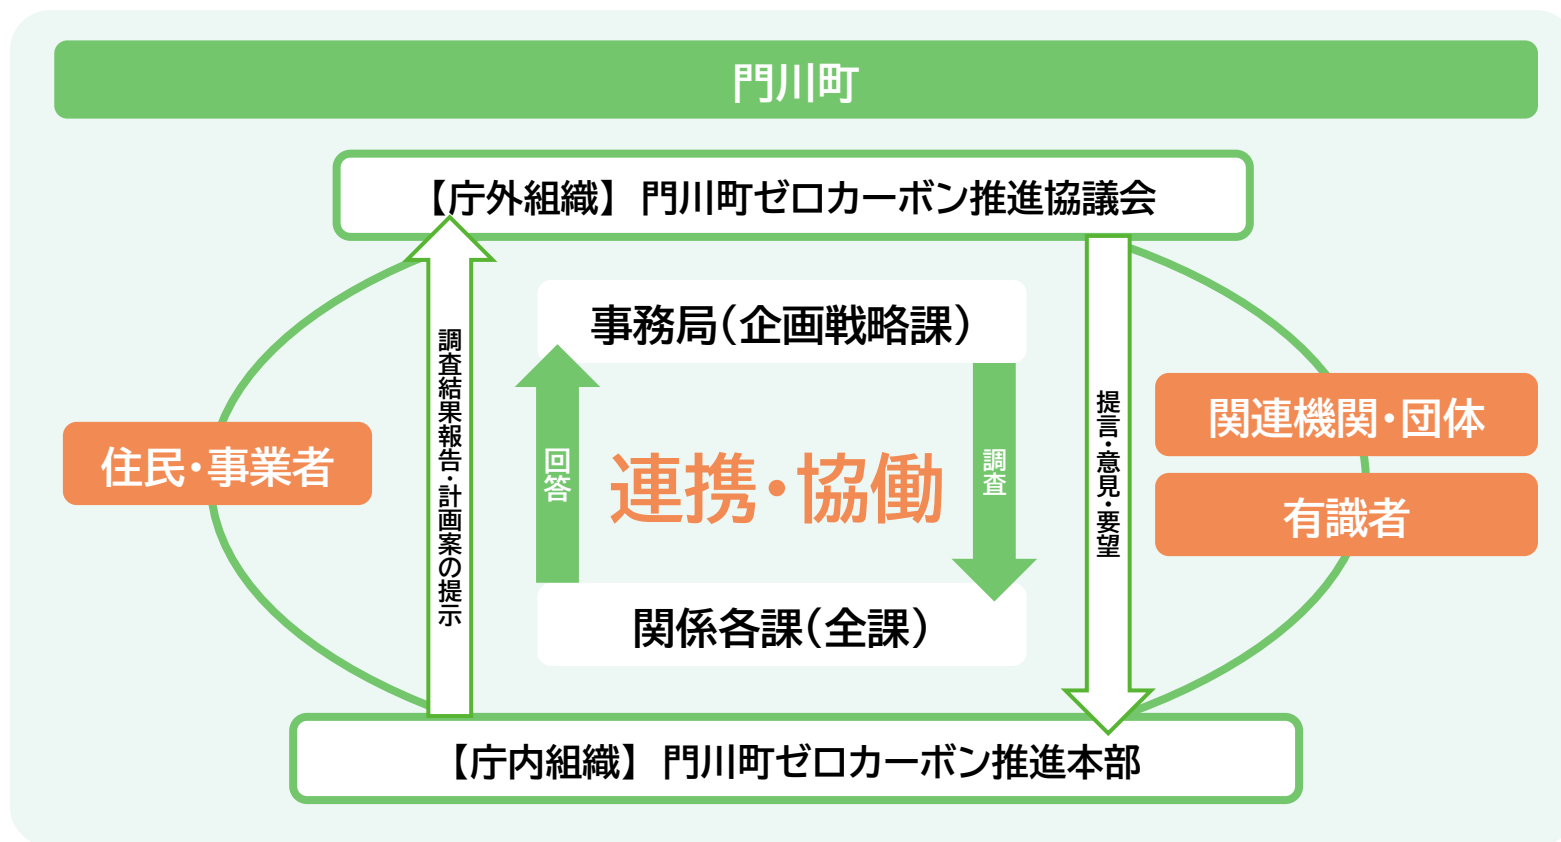 門川町
【庁外組織】門川町ゼロカーボン推進協議会
事務局(企画戦略課)
調査結果報告・計画案の提示
回答
連携・協働
調査
提言・意見・要望
住民・事業者
関連機関・団体
有識者
関係各課(全課)
【庁内組織】門川町ゼロカーボン推進本部